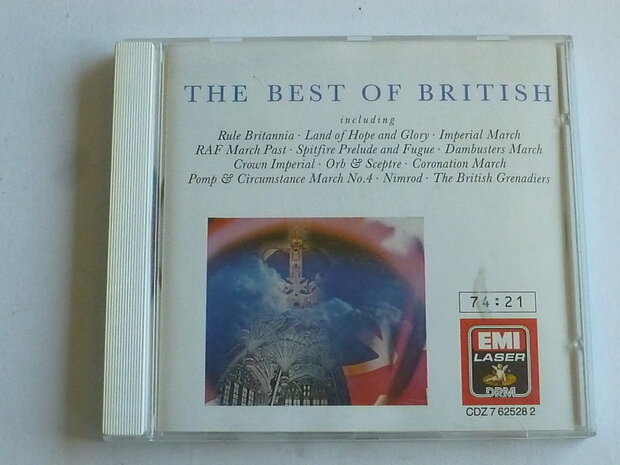 THE BEST OF BRITISH
including
Rule Britannia · Land of Hope and Glory · Imperial March
RAF March Past · Spitfire Prelude and Fugue · Dambusters March
Crown Imperial · Orb & Sceptre · Coronation March
Pomp & Circumstance March No.4 · Nimrod · The British Grenadiers
74:21
EMI
LASER
DRM
CDZ 7 62528 2